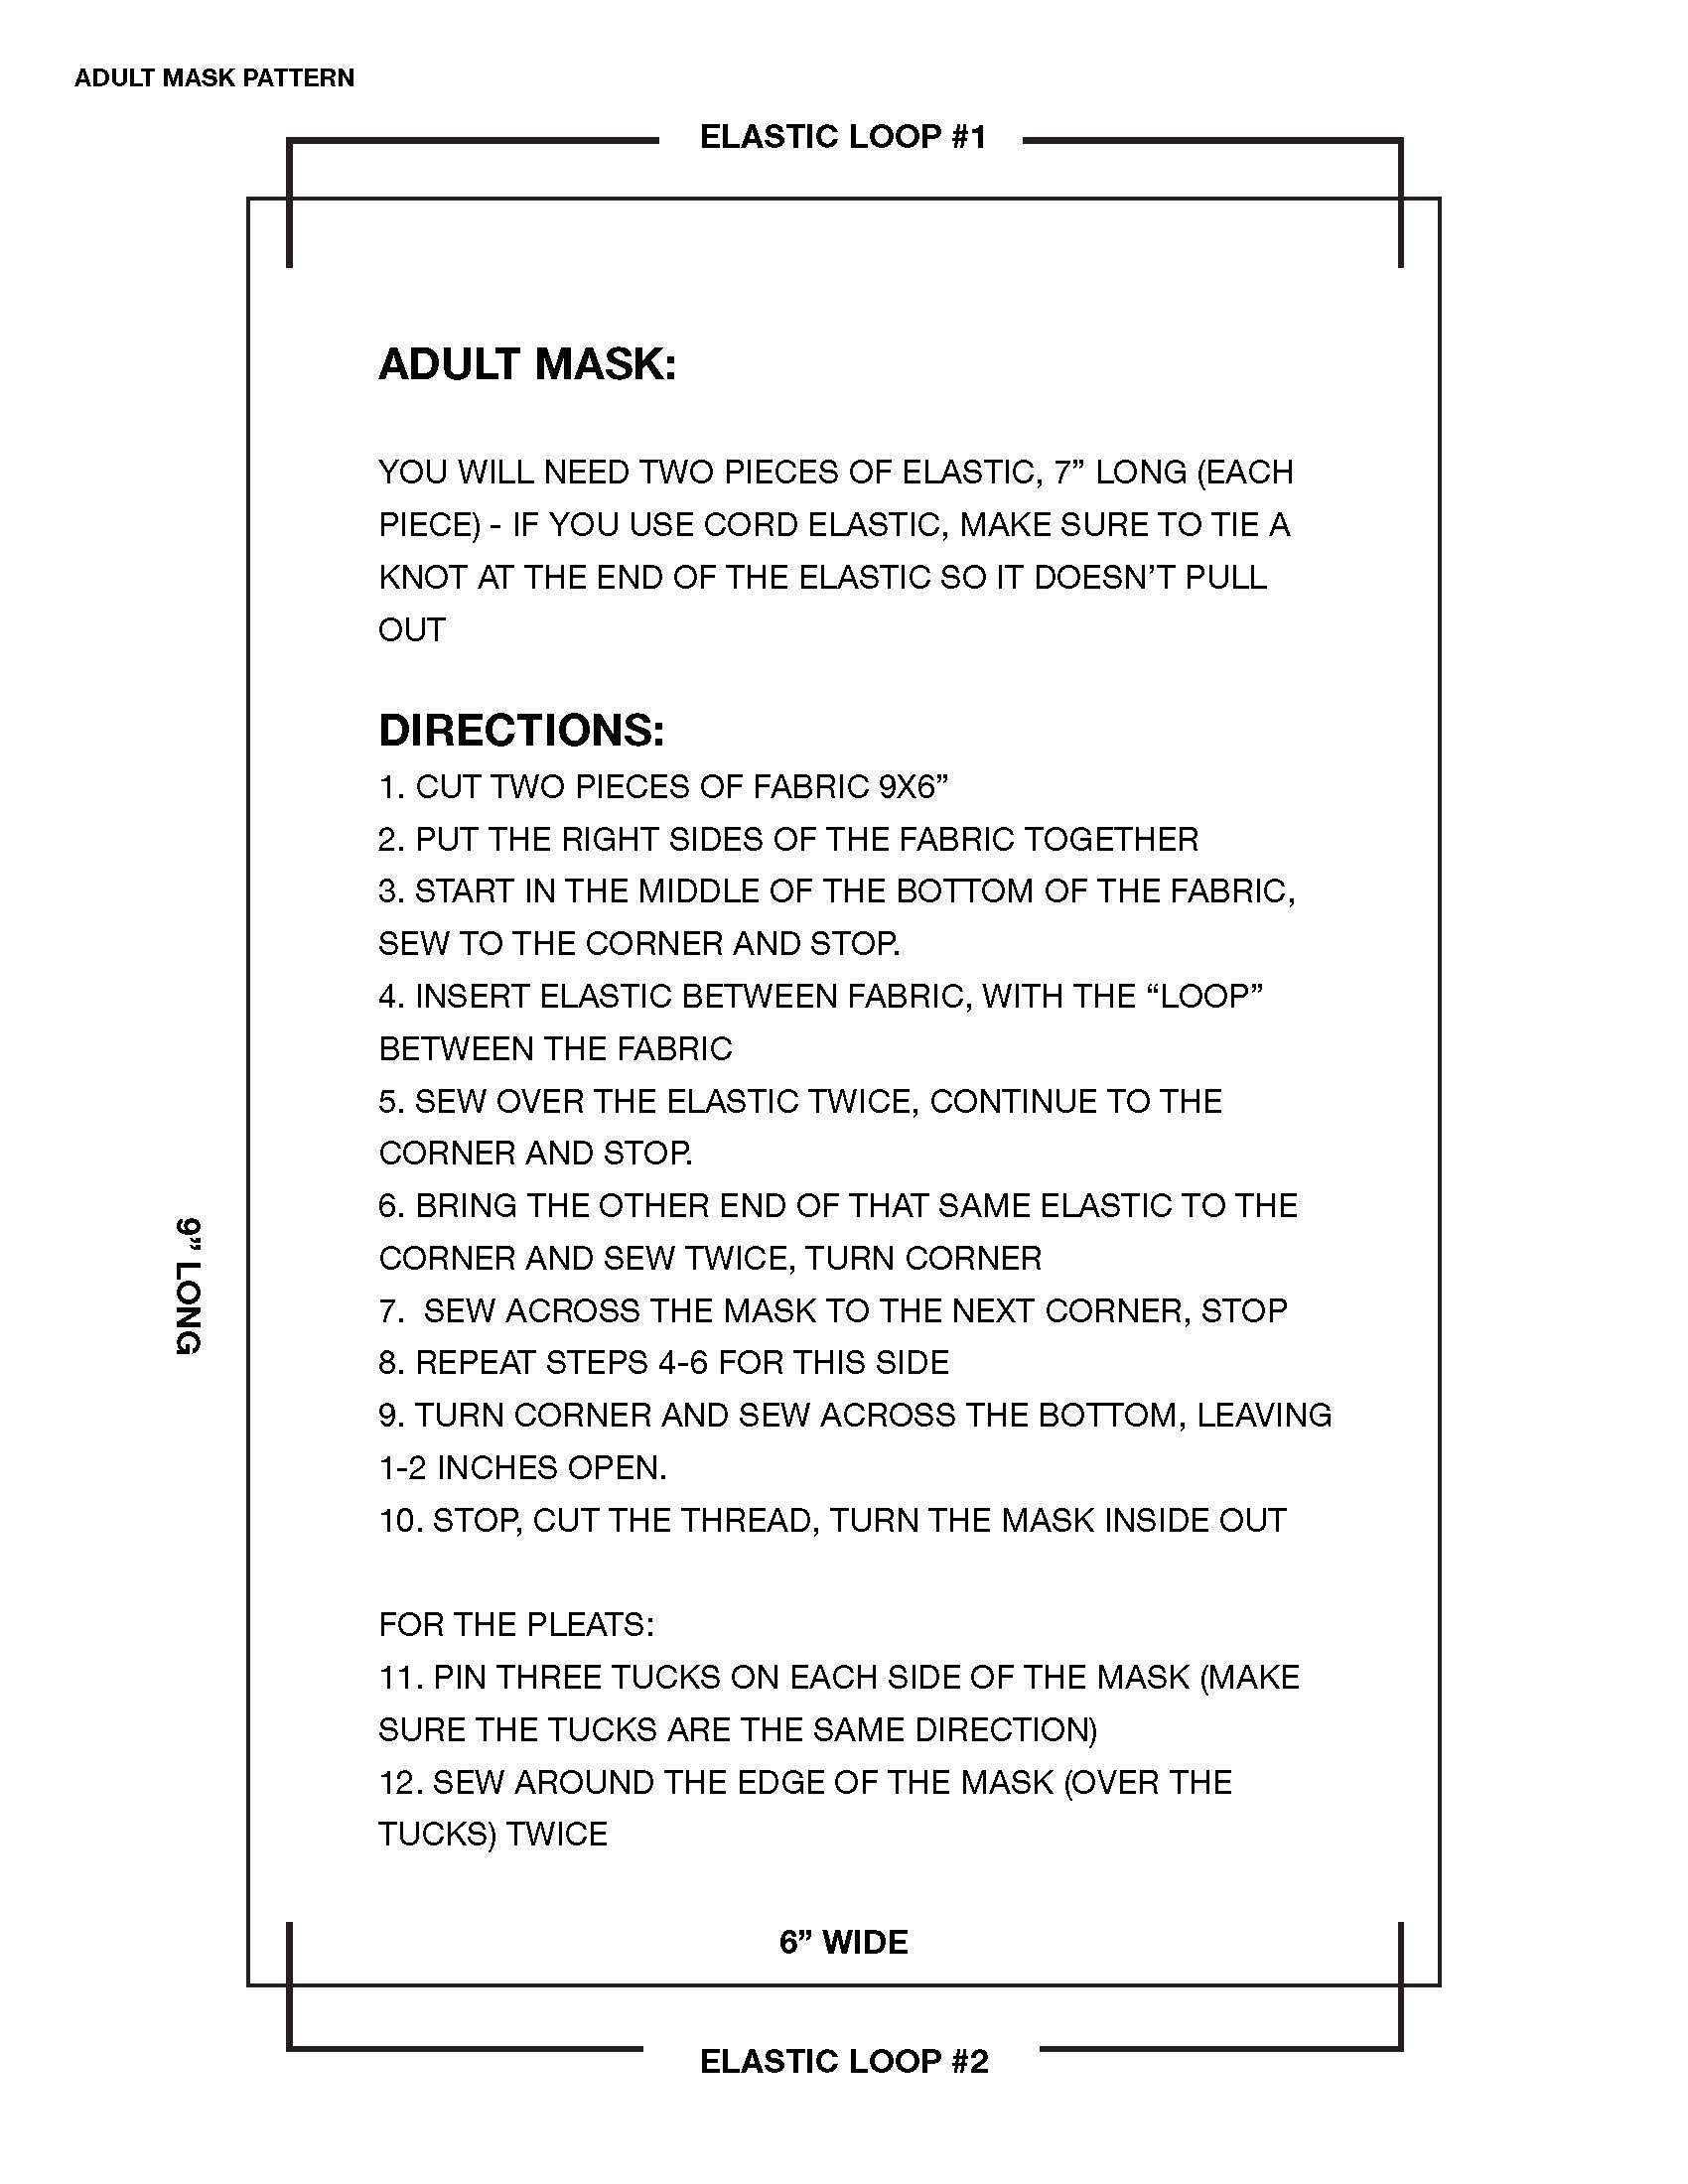 ADULT MASK PATTERN
ELASTIC LOOP #1
ADULT MASK:
YOU WILL NEED TWO PIECES OF ELASTIC, 7” LONG (EACH
PIECE) - IF YOU USE CORD ELASTIC, MAKE SURE TO TIE A
KNOT AT THE END OF THE ELASTIC SO IT DOESN’T PULL
OUT
DIRECTIONS:
1. CUT TWO PIECES OF FABRIC 9X6”
2. PUT THE RIGHT SIDES OF THE FABRIC TOGETHER
3. START IN THE MIDDLE OF THE BOTTOM OF THE FABRIC,
SEW TO THE CORNER AND STOP.
4. INSERT ELASTIC BETWEEN FABRIC, WITH THE “LOOP”
BETWEEN THE FABRIC
5. SEW OVER THE ELASTIC TWICE, CONTINUE TO THE
CORNER AND STOP.
6. BRING THE OTHER END OF THAT SAME ELASTIC TO THE
CORNER AND SEW TWICE, TURN CORNER
7.  SEW ACROSS THE MASK TO THE NEXT CORNER, STOP
8. REPEAT STEPS 4-6 FOR THIS SIDE
9. TURN CORNER AND SEW ACROSS THE BOTTOM, LEAVING
1-2 INCHES OPEN.
10. STOP, CUT THE THREAD, TURN THE MASK INSIDE OUT
FOR THE PLEATS:
11. PIN THREE TUCKS ON EACH SIDE OF THE MASK (MAKE
SURE THE TUCKS ARE THE SAME DIRECTION)
12. SEW AROUND THE EDGE OF THE MASK (OVER THE
TUCKS) TWICE
9” LONG
6” WIDE
ELASTIC LOOP #2